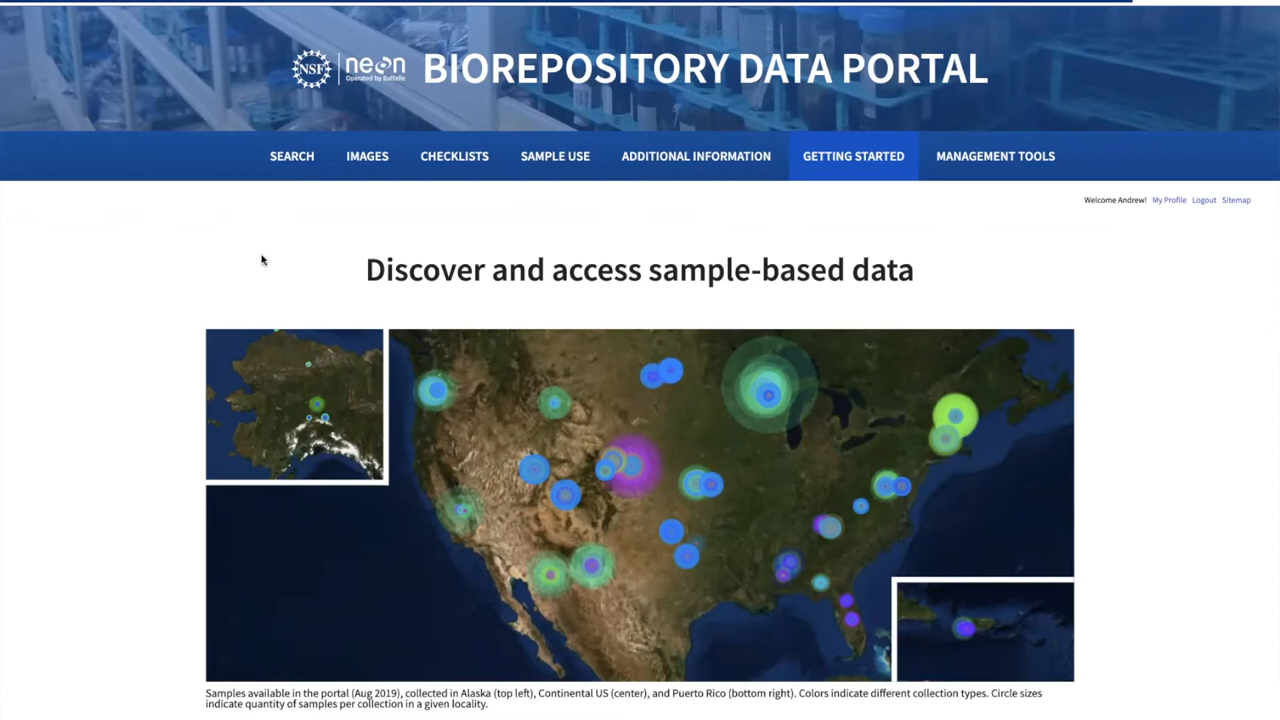 NSF neon Operated by Battelle BIOREPOSITORY DATA PORTAL
SEARCH IMAGES CHECKLISTS SAMPLE USE ADDITIONAL INFORMATION GETTING STARTED MANAGEMENT TOOLS
Welcome Andrew! My Profile Logout Sitemap
Discover and access sample-based data
Samples available in the portal (Aug 2019), collected in Alaska (top left), Continental US (center), and Puerto Rico (bottom right). Colors indicate different collection types. Circle sizes
indicate quantity of samples per collection in a given locality.